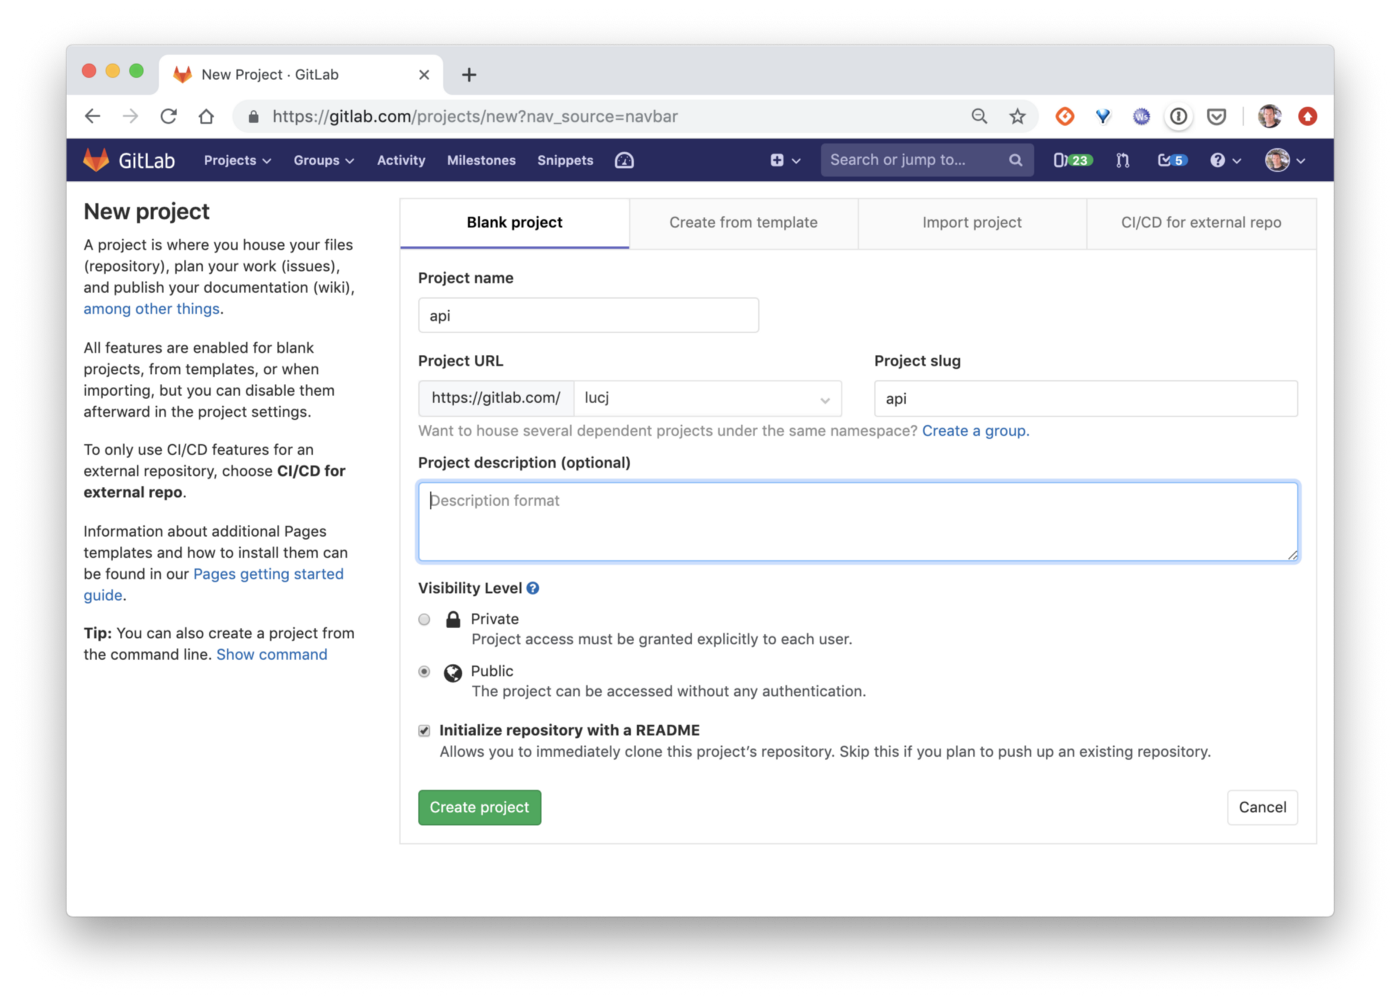 New Project · GitLab
https://gitlab.com/projects/new?nav_source=navbar
GitLab Projects Groups Activity Milestones Snippets Search or jump to... 23 5
New project
A project is where you house your files
(repository), plan your work (issues),
and publish your documentation (wiki),
among other things.
All features are enabled for blank
projects, from templates, or when
importing, but you can disable them
afterward in the project settings.
To only use CI/CD features for an
external repository, choose CI/CD for
external repo.
Information about additional Pages
templates and how to install them can
be found in our Pages getting started
guide.
Tip: You can also create a project from
the command line. Show command
Blank project Create from template Import project CI/CD for external repo
Project name
api
Project URL Project slug
https://gitlab.com/ lucj api
Want to house several dependent projects under the same namespace? Create a group.
Project description (optional)
Description format
Visibility Level ?
Private
Project access must be granted explicitly to each user.
Public
The project can be accessed without any authentication.
Initialize repository with a README
Allows you to immediately clone this project’s repository. Skip this if you plan to push up an existing repository.
Create project Cancel